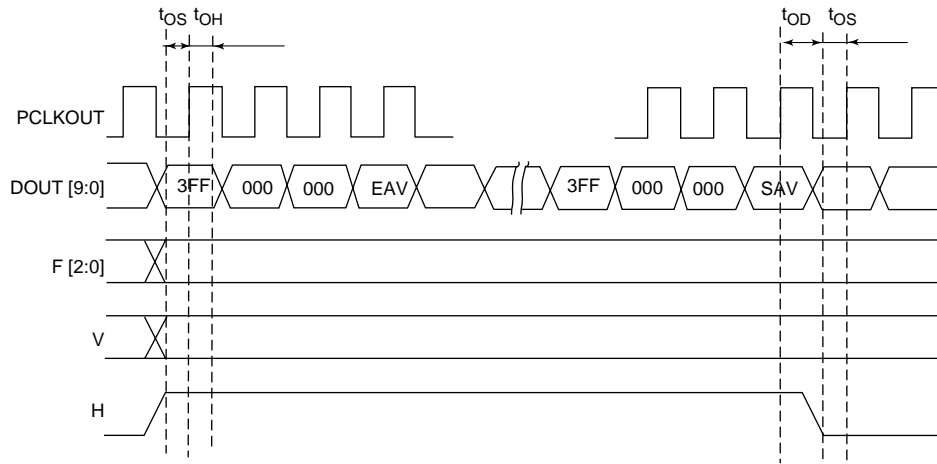 tOS tOH tOD tOS
PCLKOUT
DOUT [9:0] 3FF 000 000 EAV 3FF 000 000 SAV
F [2:0]
V
H